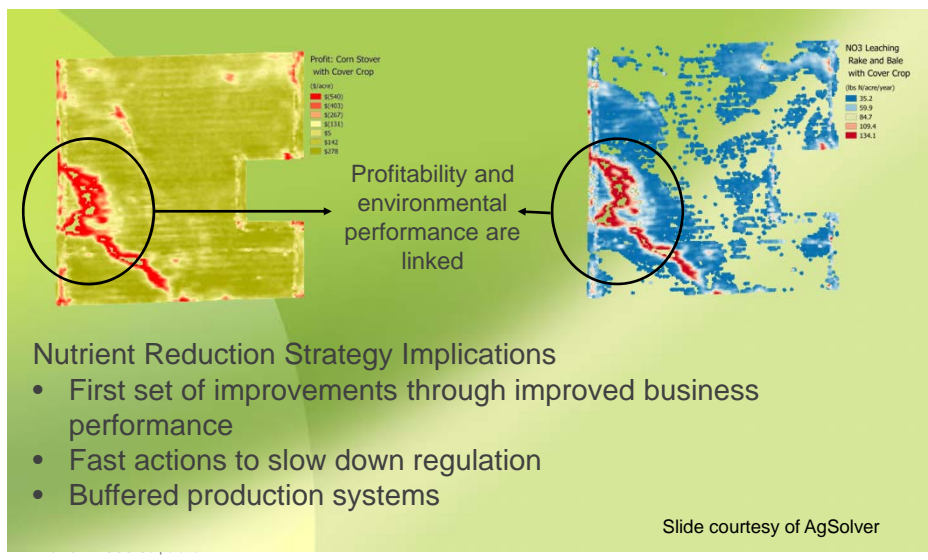 Profit: Corn Stover
with Cover Crop
($/acre)
$(540)
$(403)
$(267)
$(131)
$5
$142
$278
NO3 Leaching
Rake and Bale
with Cover Crop
(lbs N/acre/year)
35.2
59.9
84.7
109.4
134.1
Profitability and
environmental
performance are
linked
Nutrient Reduction Strategy Implications
• First set of improvements through improved business
performance
• Fast actions to slow down regulation
• Buffered production systems
Slide courtesy of AgSolver